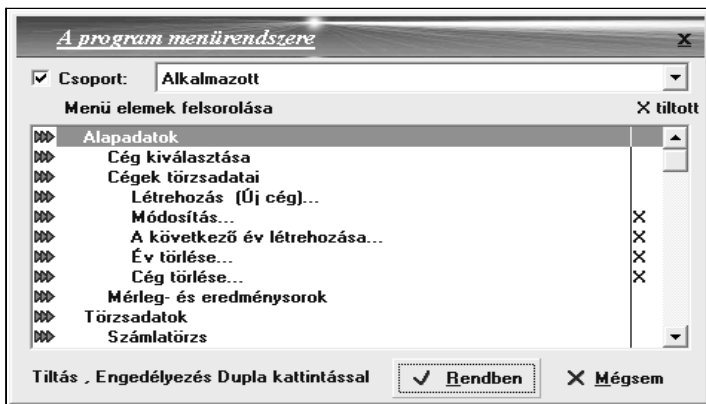 A program menürendszere x
Csoport: Alkalmazott
Menü elemek felsorolása X tiltott
Alapadatok
Cég kiválasztása
Cégek törzsadatai
Létrehozás (Új cég)...
Módosítás... X
A következő év létrehozása... X
Év törlése... X
Cég törlése... X
Mérleg- és eredménysorok
Törzsadatok
Számlatörzs
Tiltás , Engedélyezés Dupla kattintással Rendben Mégsem